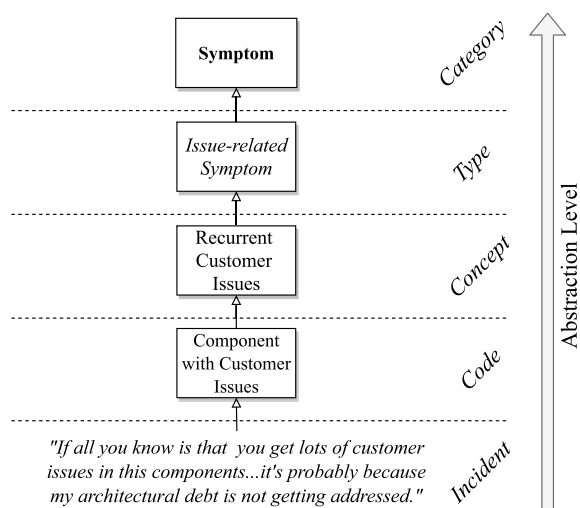 Symptom
Category
Issue-related
Symptom
Type
Recurrent
Customer
Issues
Concept
Component
with Customer
Issues
Code
"If all you know is that you get lots of customer
issues in this components...it's probably because
my architectural debt is not getting addressed."
Incident
Abstraction Level